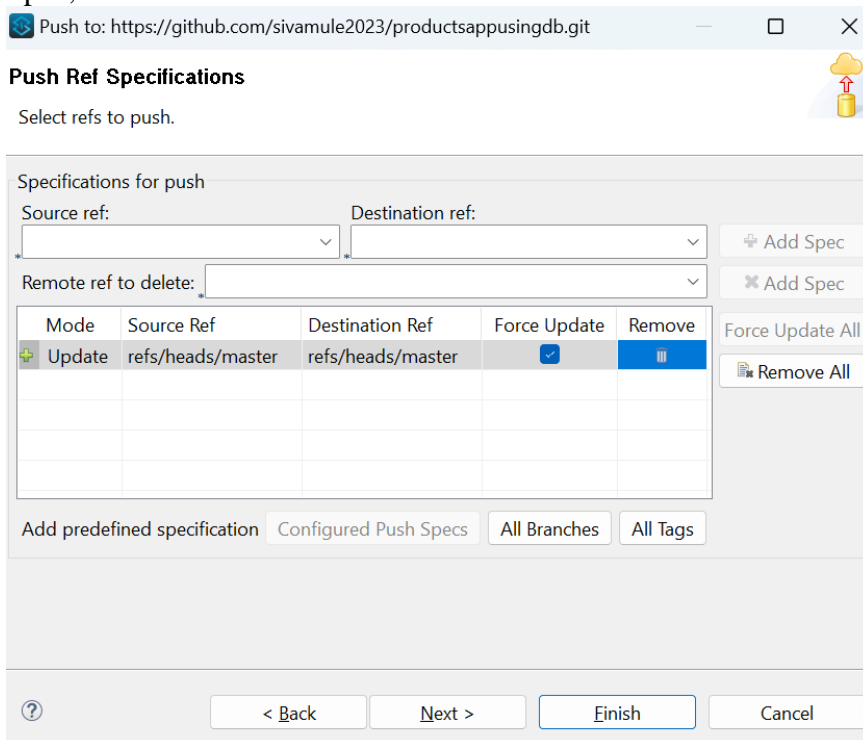 Push to: https://github.com/sivamule2023/productsappusingdb.git
Push Ref Specifications
Select refs to push.
Specifications for push
Source ref: Destination ref:
Add Spec
Remote ref to delete: Add Spec
Mode Source Ref Destination Ref Force Update Remove Force Update All
Update refs/heads/master refs/heads/master
Remove All
Add predefined specification Configured Push Specs All Branches All Tags
< Back Next > Finish Cancel